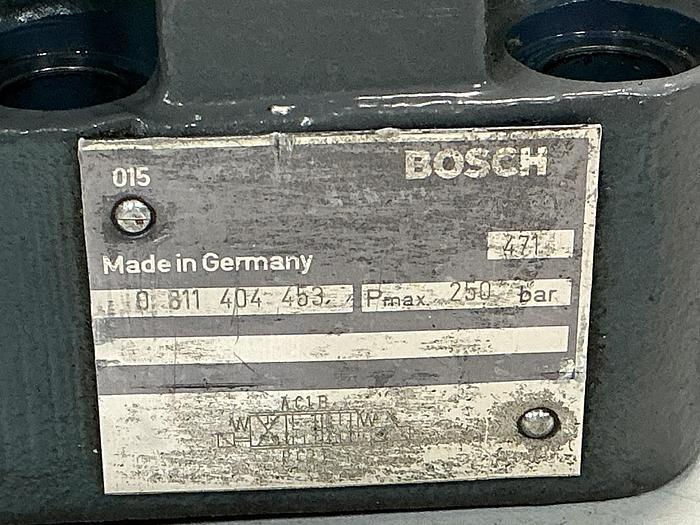 015
BOSCH
471
Made in Germany
0 811 404 453
Pmax 250 bar